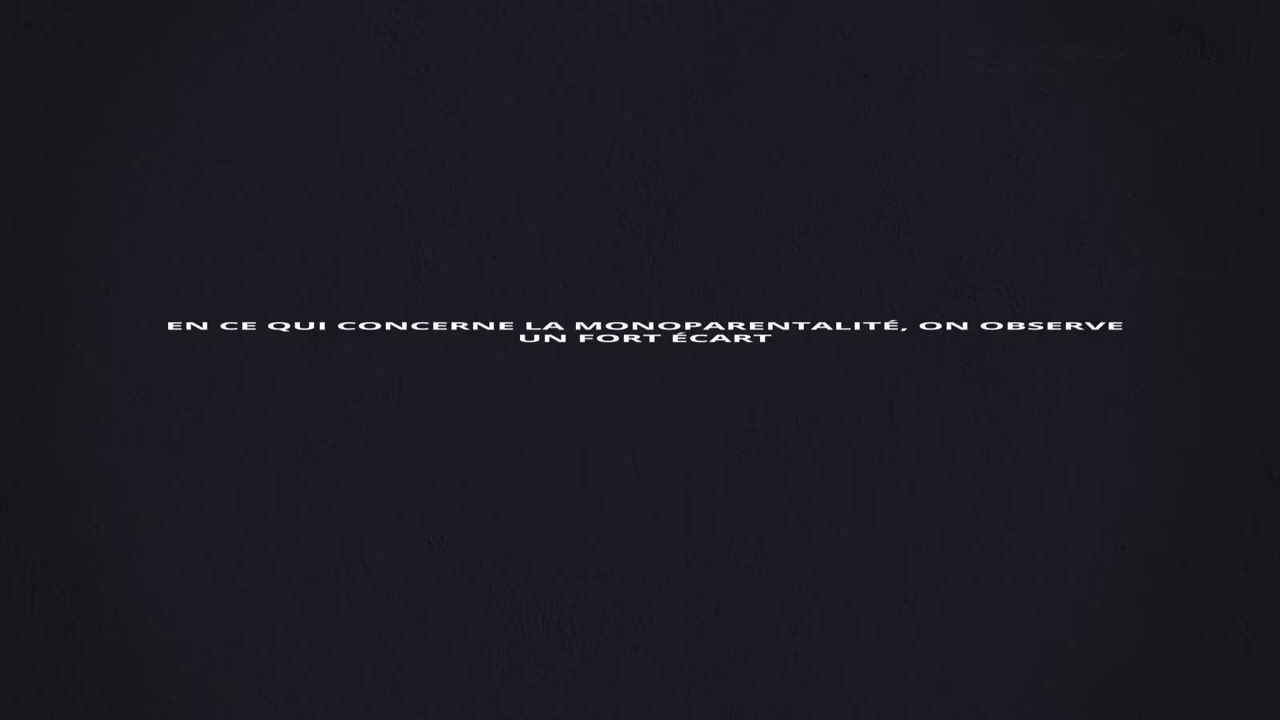 EN CE QUI CONCERNE LA MONOPARENTALITÉ, ON OBSERVE
UN FORT ÉCART